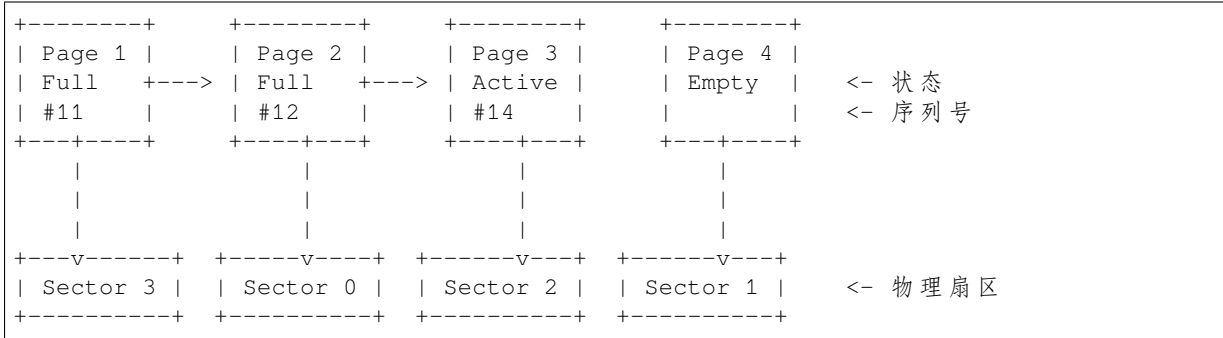 +--------+     +--------+     +--------+     +--------+
| Page 1 |     | Page 2 |     | Page 3 |     | Page 4 |
| Full   +---> | Full   +---> | Active |     | Empty  |   <- 状态
| #11    |     | #12    |     | #14    |     |        |   <- 序列号
+---+----+     +----+---+     +----+---+     +---+----+
    |               |              |             |
    |               |              |             |
    |               |              |             |
+---v------+  +-----v----+  +------v---+  +------v---+
| Sector 3 |  | Sector 0 |  | Sector 2 |  | Sector 1 |    <- 物理扇区
+----------+  +----------+  +----------+  +----------+